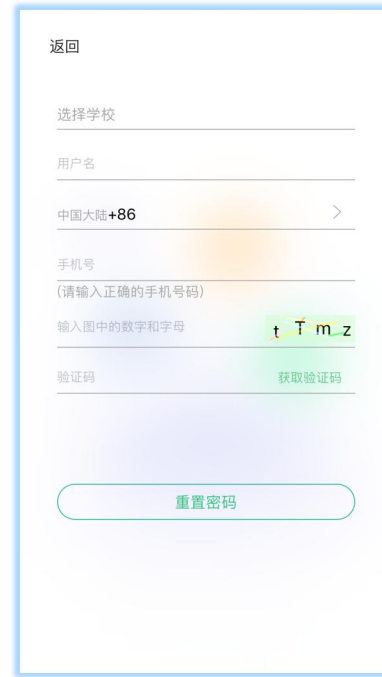 返回
选择学校
用户名
中国大陆+86
手机号
(请输入正确的手机号码)
输入图中的数字和字母 t T m z
验证码 获取验证码
重置密码